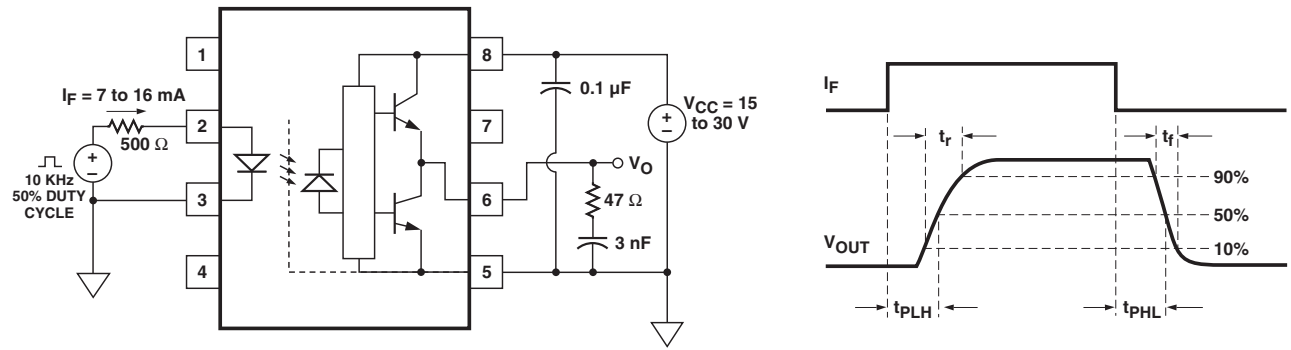 1
2
3
4
8
7
6
5
I_F = 7 to 16 mA
500 Ω
+
−
10 KHz
50% DUTY
CYCLE
0.1 µF
V_CC = 15
to 30 V
+
−
V_O
47 Ω
3 nF
I_F
t_r
t_f
90%
50%
10%
V_OUT
t_PLH
t_PHL